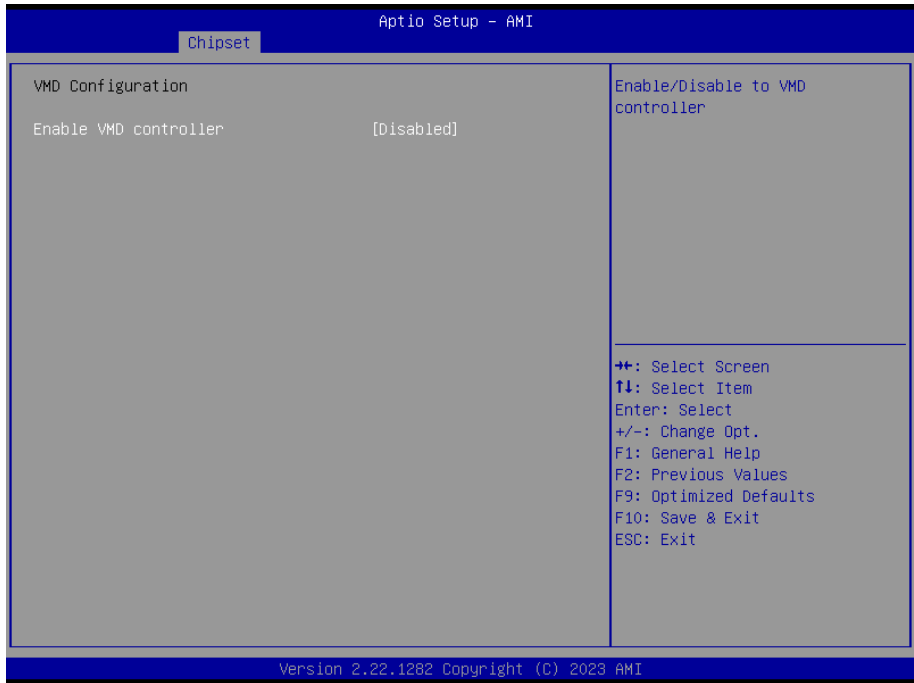 Aptio Setup – AMI
Chipset
VMD Configuration
Enable VMD controller [Disabled]
Enable/Disable to VMD
controller
→←: Select Screen
↑↓: Select Item
Enter: Select
+/-: Change Opt.
F1: General Help
F2: Previous Values
F9: Optimized Defaults
F10: Save & Exit
ESC: Exit
Version 2.22.1282 Copyright (C) 2023 AMI